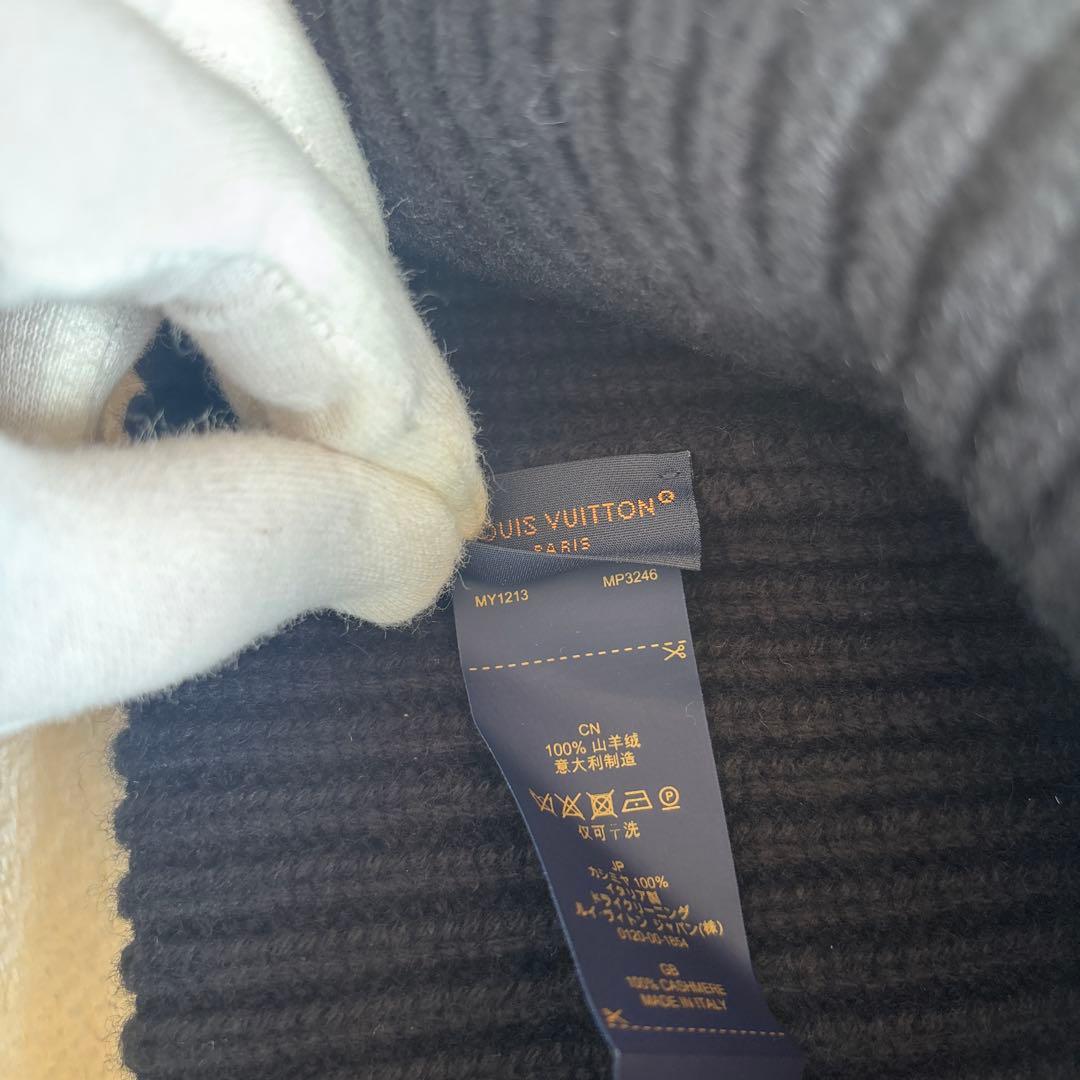 OUIS VUITTON®
PARIS
MY1213 MP3246
CN
100% 山羊绒
意大利制造
P
仅可干洗
JP
カシミヤ 100%
イタリア製
ドライクリーニング
ルイ・ヴィトン ジャパン(株)
0120-00-1854
GB
100% CASHMERE
MADE IN ITALY